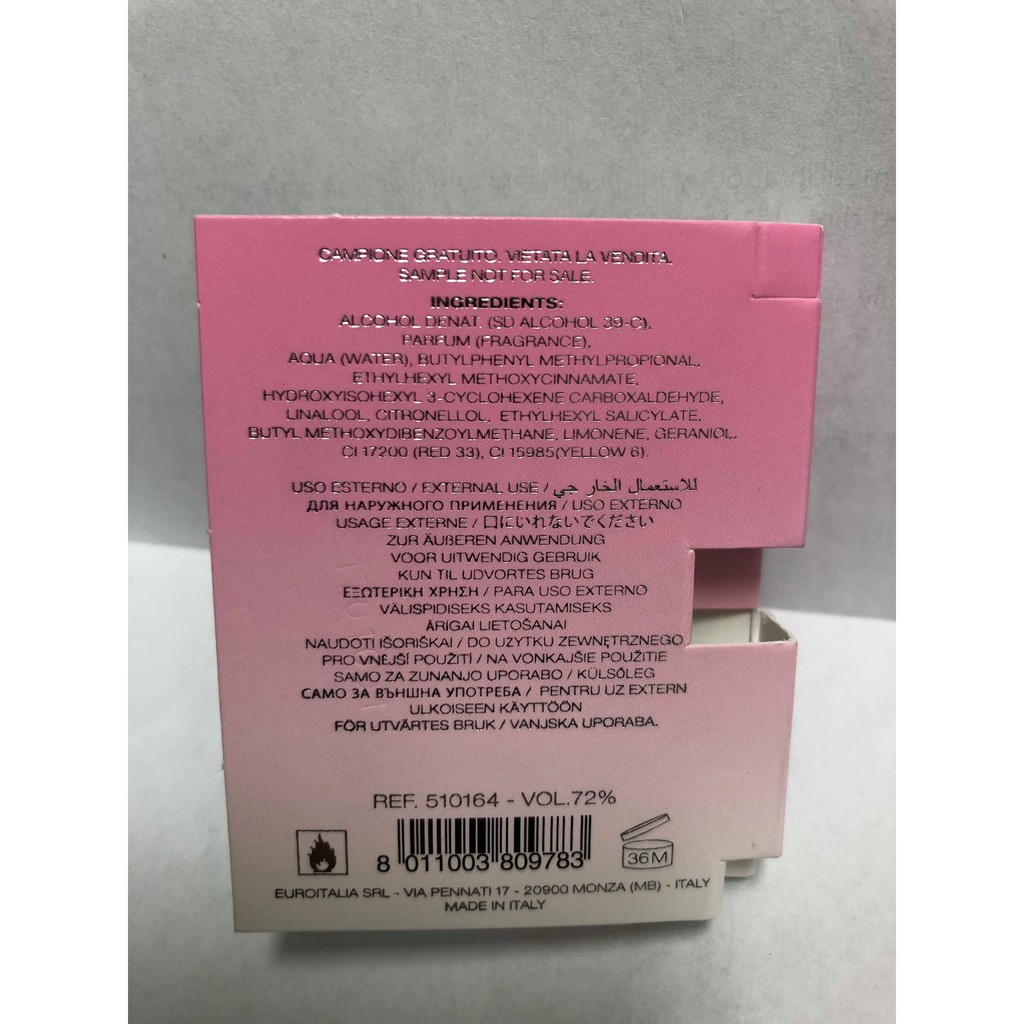 CAMPIONE GRATUITO. VIETATA LA VENDITA.
SAMPLE NOT FOR SALE.
INGREDIENTS:
ALCOHOL DENAT. (SD ALCOHOL 39-C),
PARFUM (FRAGRANCE),
AQUA (WATER), BUTYLPHENYL METHYLPROPIONAL,
ETHYLHEXYL METHOXYCINNAMATE,
HYDROXYISOHEXYL 3-CYCLOHEXENE CARBOXALDEHYDE,
LINALOOL, CITRONELLOL, ETHYLHEXYL SALICYLATE,
BUTYL METHOXYDIBENZOYLMETHANE, LIMONENE, GERANIOL,
CI 17200 (RED 33), CI 15985(YELLOW 6).
USO ESTERNO / EXTERNAL USE / للاستعمال الخار جي
ДЛЯ НАРУЖНОГО ПРИМЕНЕНИЯ / USO EXTERNO
USAGE EXTERNE / 口にいれないでください
ZUR ÄUßEREN ANWENDUNG
VOOR UITWENDIG GEBRUIK
KUN TIL UDVORTES BRUG
ΕΞΩΤΕΡΙΚΗ ΧΡΗΣΗ / PARA USO EXTERNO
VÄLISPIDISEKS KASUTAMISEKS
ĀRĪGAI LIETOŠANAI
NAUDOTI IŠORIŠKAI / DO UZYTKU ZEWNĘTRZNEGO
PRO VNĚJŠÍ POUŽITÍ / NA VONKAJŠIE POUŽITIE
SAMO ZA ZUNANJO UPORABO / KÜLSŐLEG
САМО ЗА ВЪНШНА УПОТРЕБА / PENTRU UZ EXTERN
ULKOISEEN KÄYTTÖÖN
FÖR UTVÄRTES BRUK / VANJSKA UPORABA.
REF. 510164 - VOL.72%
8 011003 809783
36M
EUROITALIA SRL - VIA PENNATI 17 - 20900 MONZA (MB) - ITALY
MADE IN ITALY